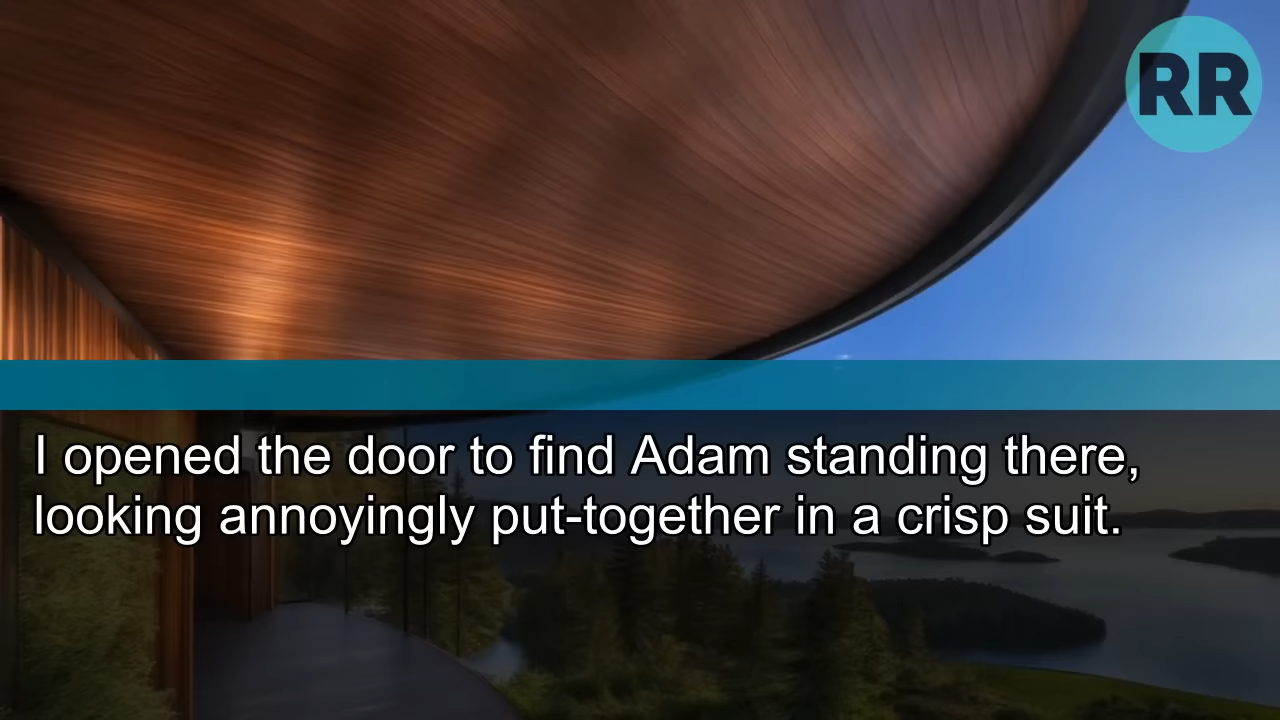 RR
I opened the door to find Adam standing there,
looking annoyingly put-together in a crisp suit.